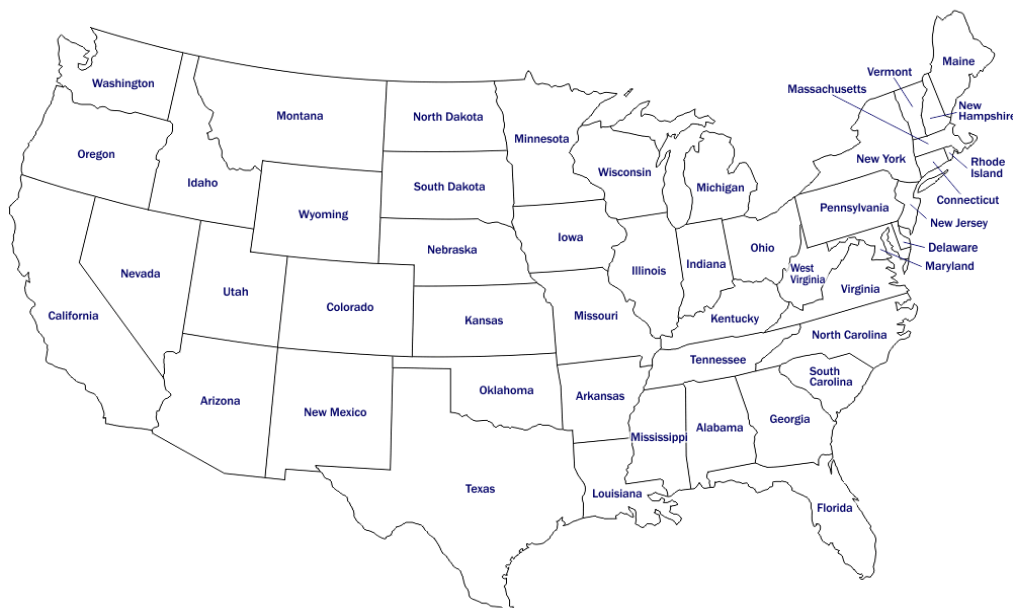 Washington
Oregon
California
Nevada
Idaho
Montana
Wyoming
Utah
Colorado
Arizona
New Mexico
North Dakota
South Dakota
Nebraska
Kansas
Oklahoma
Texas
Minnesota
Iowa
Missouri
Arkansas
Louisiana
Wisconsin
Illinois
Michigan
Indiana
Ohio
Kentucky
Tennessee
Mississippi
Alabama
Georgia
Florida
South
Carolina
North Carolina
Virginia
West
Virginia
Pennsylvania
New York
Maine
Vermont
Massachusetts
New
Hampshire
Rhode
Island
Connecticut
New Jersey
Delaware
Maryland